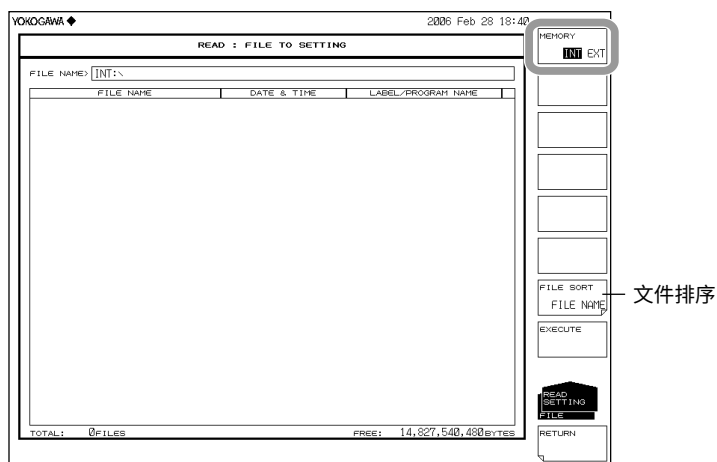 YOKOGAWA ◆ 2006 Feb 28 18:40
READ : FILE TO SETTING
FILE NAME> INT:\
FILE NAME DATE & TIME LABEL/PROGRAM NAME
TOTAL: 0FILES FREE: 14,827,540,480BYTES
MEMORY
INT EXT
FILE SORT
FILE NAME
文件排序
EXECUTE
READ
SETTING
FILE
RETURN